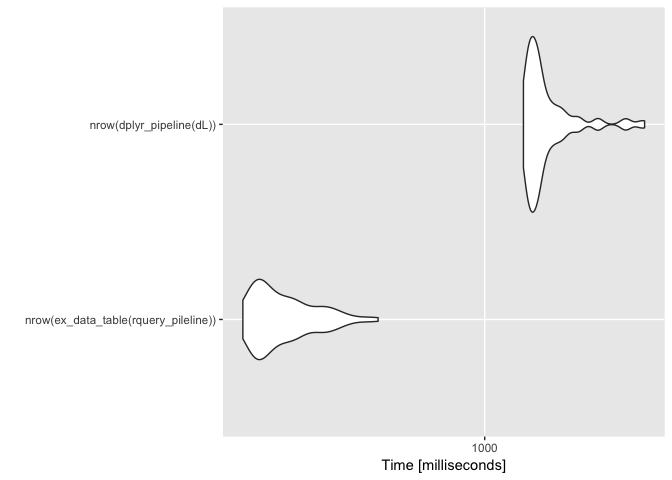 nrow(dplyr_pipeline(dL))
nrow(ex_data_table(rquery_pileline))
1000
Time [milliseconds]